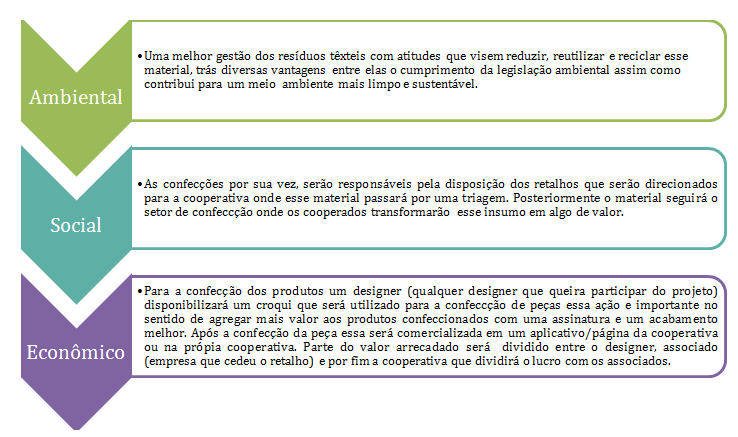 Ambiental
•Uma melhor gestão dos resíduos têxteis com atitudes que visem reduzir, reutilizar e reciclar esse
material, trás diversas vantagens entre elas o cumprimento da legislação ambiental assim como
contribui para um meio ambiente mais limpo e sustentável.
Social
•As confecções por sua vez, serão responsáveis pela disposição dos retalhos que serão direcionados
para a cooperativa onde esse material passará por uma triagem. Posteriormente o material seguirá o
setor de confeccção onde os cooperados transformarão esse insumo em algo de valor.
Econômico
•Para a confecção dos produtos um designer (qualquer designer que queira participar do projeto)
disponibilizará um croqui que será utilizado para a confeccção de peças essa ação e importante no
sentido de agregar mais valor aos produtos confeccionados com uma assinatura e um acabamento
melhor. Após a confecção da peça essa será comercializada em um aplicativo/página da cooperativa
ou na própia cooperativa. Parte do valor arrecadado será dividido entre o designer, associado
(empresa que cedeu o retalho) e por fim a cooperativa que dividirá o lucro com os associados.